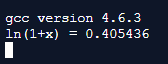 gcc version 4.6.3
ln(1+x) = 0.405436